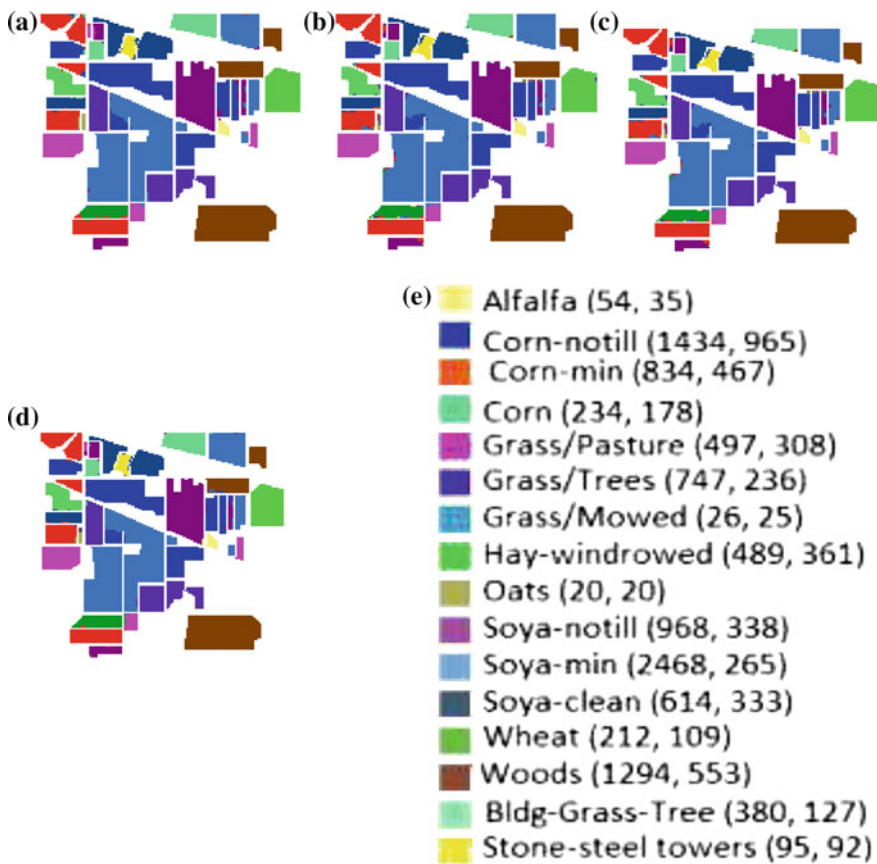 (a)
(b)
(c)
(e)
Alfalfa (54, 35)
Corn-notill (1434, 965)
Corn-min (834, 467)
(d)
Corn (234, 178)
Grass/Pasture (497, 308)
Grass/Trees (747, 236)
Grass/Mowed (26, 25)
Hay-windrowed (489, 361)
Oats (20, 20)
Soya-notill (968, 338)
Soya-min (2468, 265)
Soya-clean (614, 333)
Wheat (212, 109)
Woods (1294, 553)
Bldg-Grass-Tree (380, 127)
Stone-steel towers (95, 92)